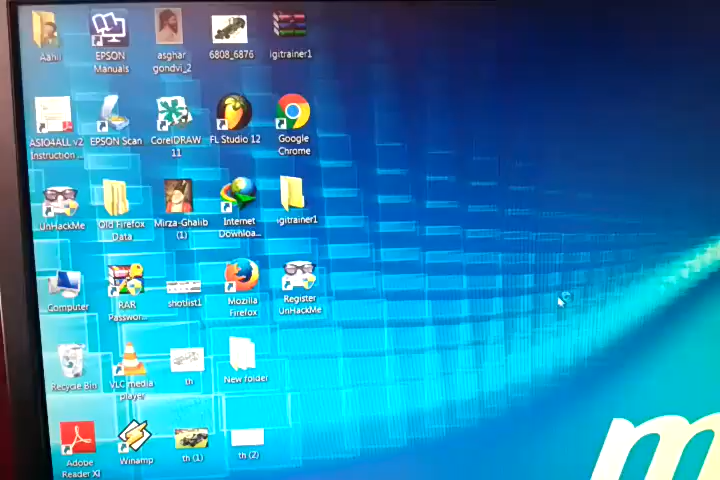 Aahil
EPSON
Manuals
asghar
gondvi_2
6808_6876
igitrainer1
ASIO4ALL v2
Instruction ...
EPSON Scan
CorelDRAW
11
FL Studio 12
Google
Chrome
UnHackMe
Old Firefox
Data
Mirza-Ghalib
(1)
Internet
Downloa...
igitrainer1
Computer
RAR
Passwor...
shotlist1
Mozilla
Firefox
Register
UnHackMe
Recycle Bin
VLC media
player
th
New folder
Adobe
Reader XI
Winamp
th (1)
th (2)
m